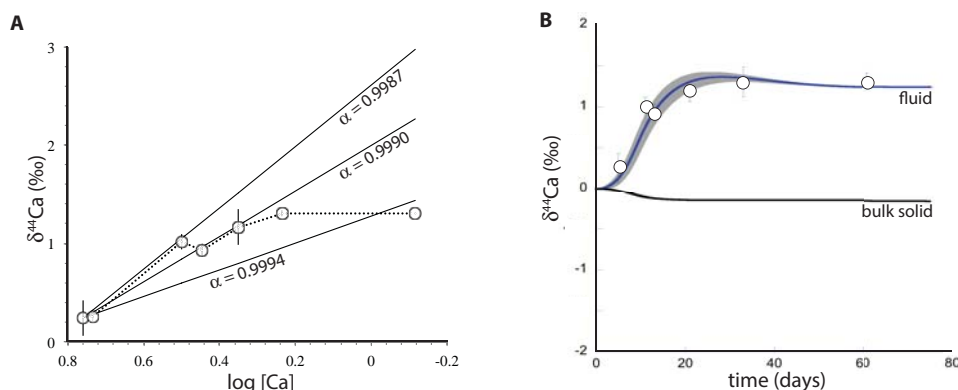 A
3
2
1
0
δ⁴⁴Ca (‰)
α = 0.9987
α = 0.9990
α = 0.9994
0.8
0.6
0.4
0.2
0
-0.2
log [Ca]
B
2
1
0
-1
-2
δ⁴⁴Ca (‰)
fluid
bulk solid
0
20
40
60
80
time (days)